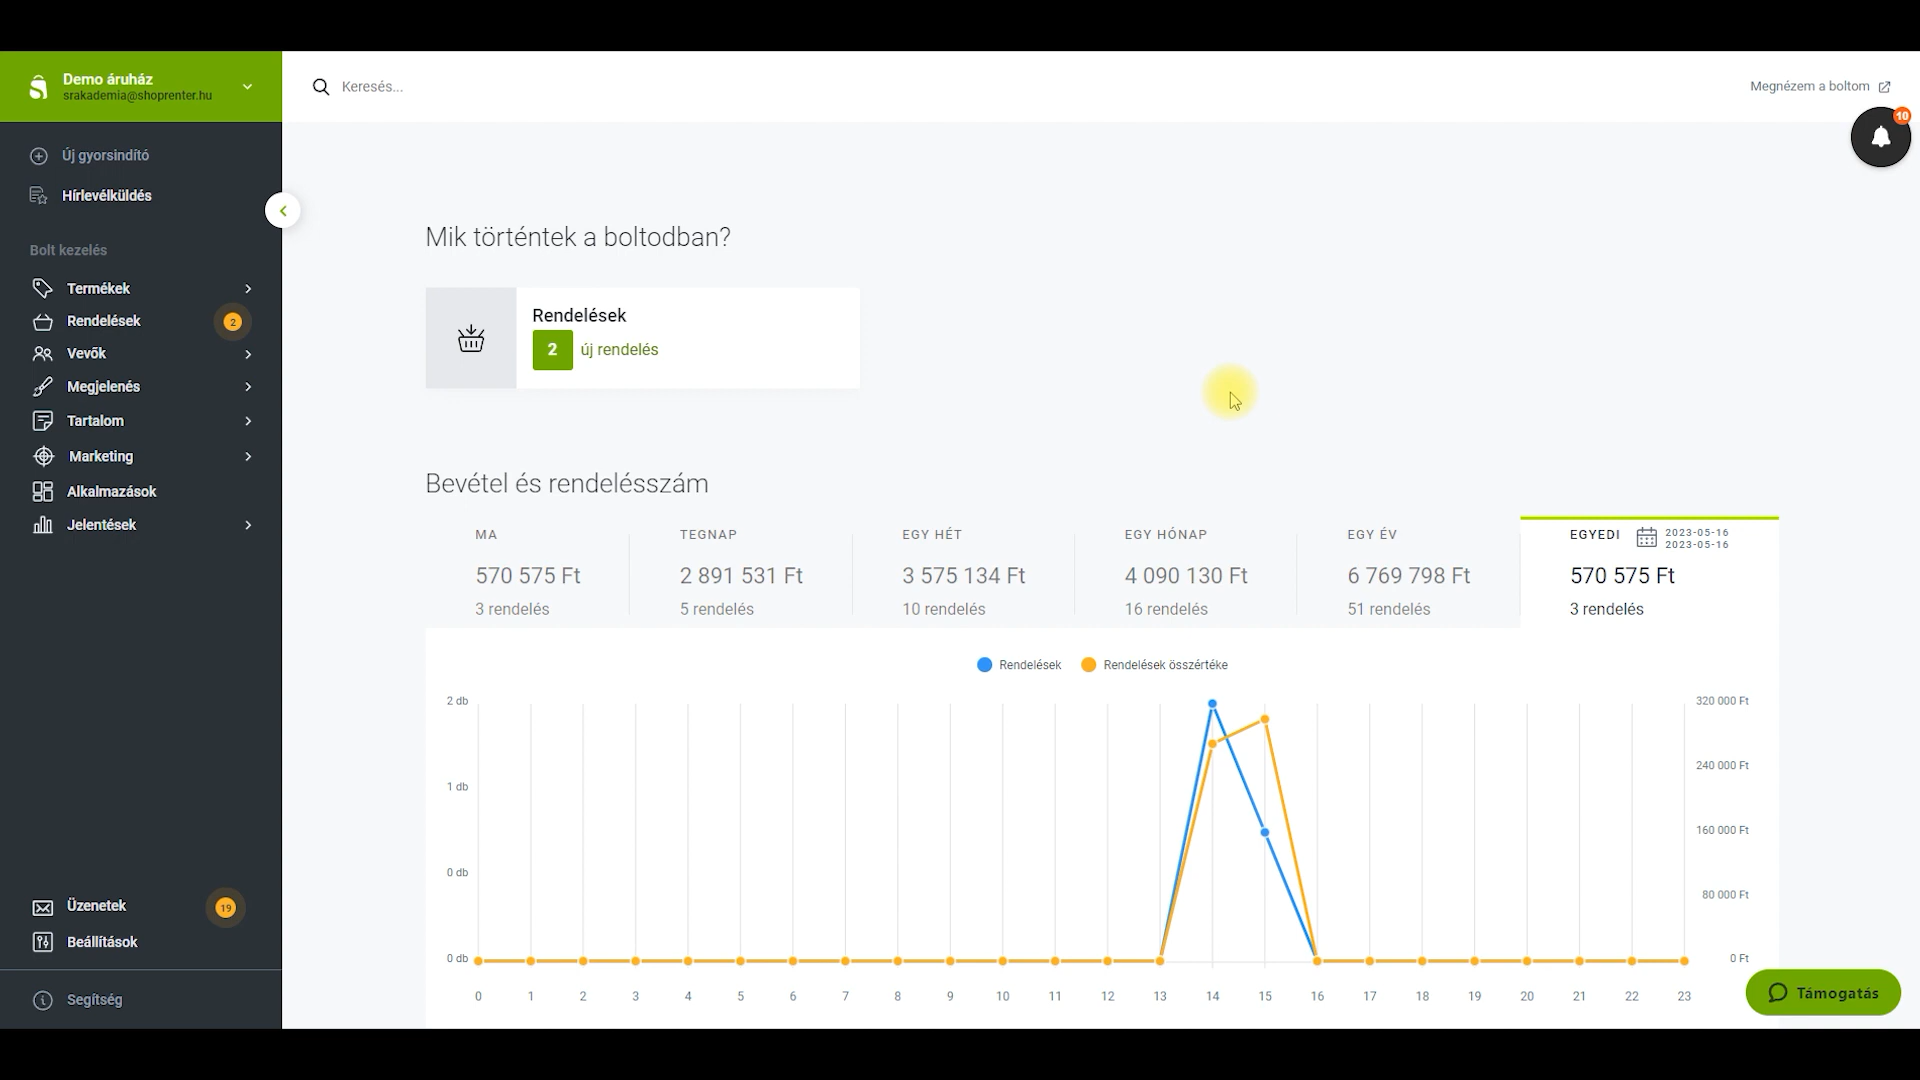 Demo áruház
srakademia@shoprenter.hu
Keresés...
Megnézem a boltom
10
Új gyorsindító
Hírlevélküldés
Bolt kezelés
Termékek
Rendelések
2
Vevők
Megjelenés
Tartalom
Marketing
Alkalmazások
Jelentések
Üzenetek
19
Beállítások
Segítség
Mik történtek a boltodban?
Rendelések
2 új rendelés
Bevétel és rendelésszám
MA
570 575 Ft
3 rendelés
TEGNAP
2 891 531 Ft
5 rendelés
EGY HÉT
3 575 134 Ft
10 rendelés
EGY HÓNAP
4 090 130 Ft
16 rendelés
EGY ÉV
6 769 798 Ft
51 rendelés
EGYEDI
2023-05-16
2023-05-16
570 575 Ft
3 rendelés
Rendelések
Rendelések összértéke
2 db
1 db
0 db
0 db
320 000 Ft
240 000 Ft
160 000 Ft
80 000 Ft
0 Ft
0 1 2 3 4 5 6 7 8 9 10 11 12 13 14 15 16 17 18 19 20 21 22 23
Támogatás